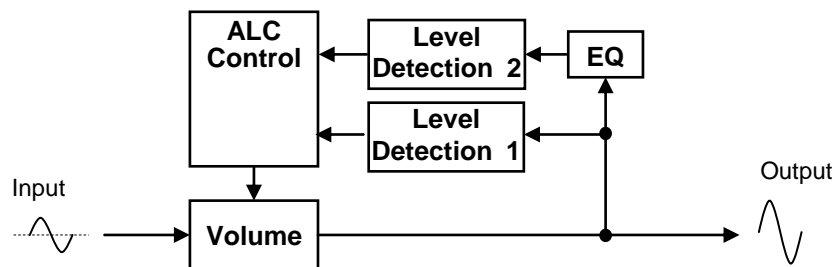 ALC
Control
Level
Detection 2
EQ
Level
Detection 1
Input
Output
Volume